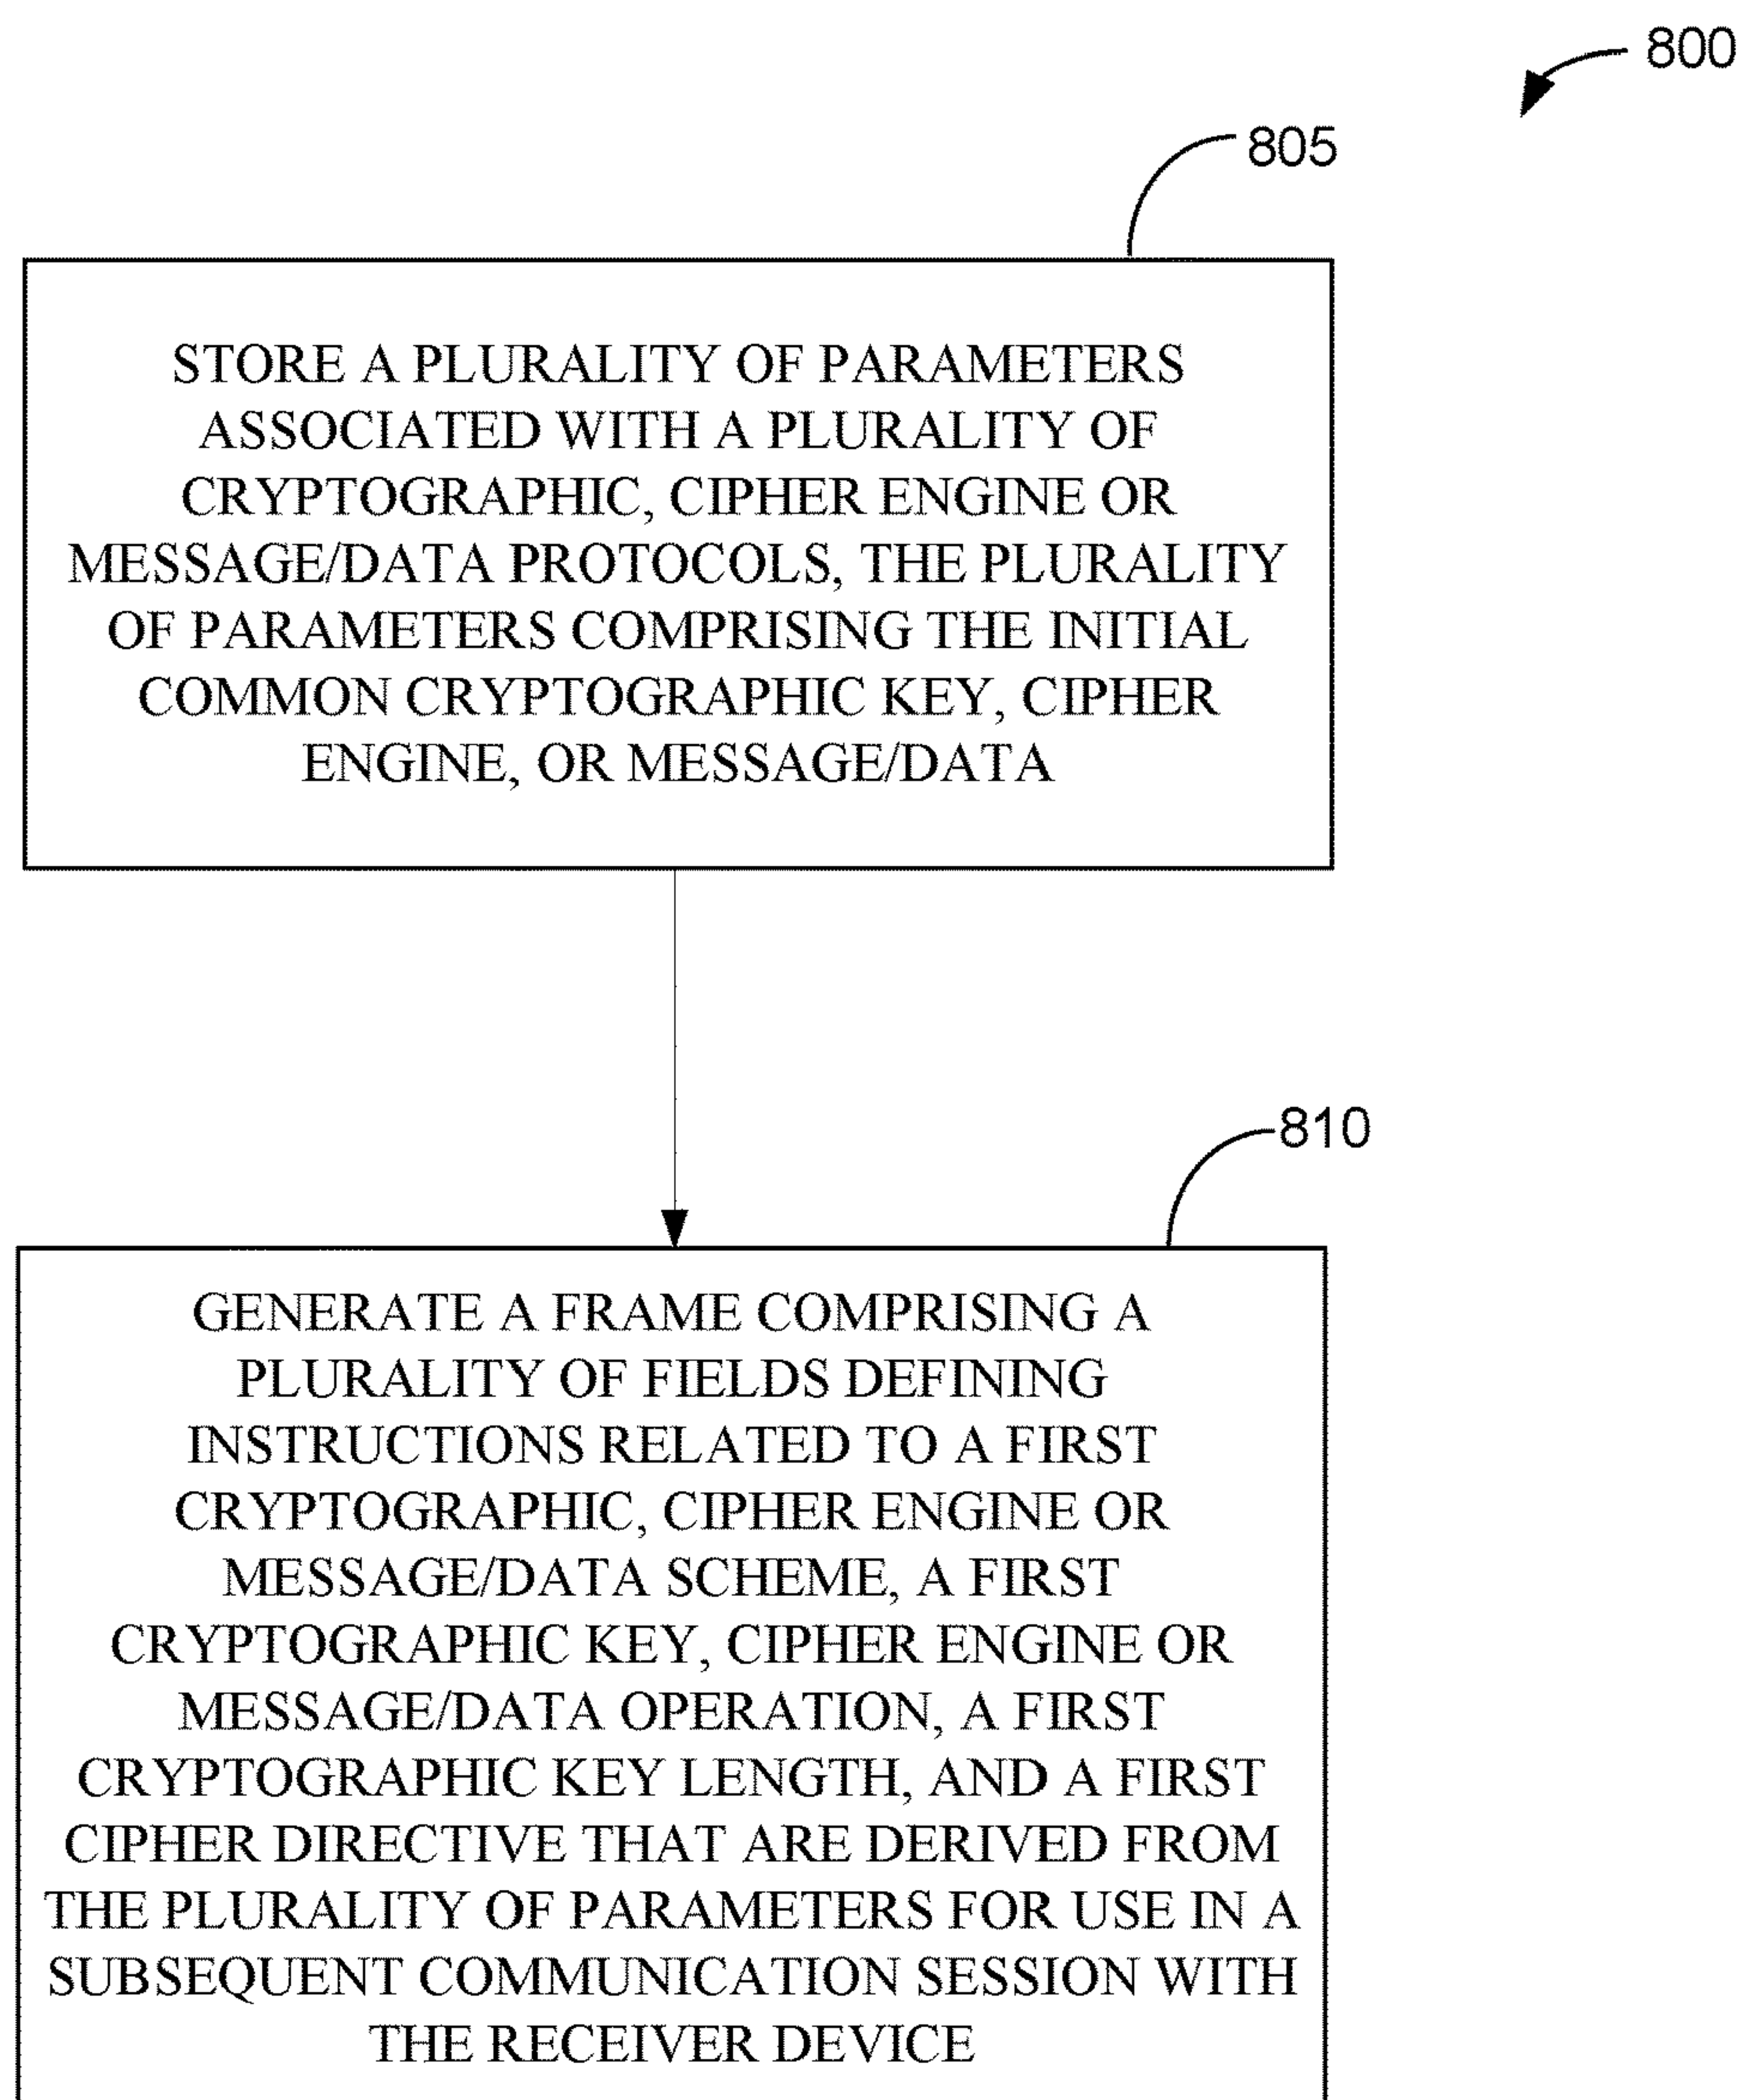 800
805
STORE A PLURALITY OF PARAMETERS
ASSOCIATED WITH A PLURALITY OF
CRYPTOGRAPHIC, CIPHER ENGINE OR
MESSAGE/DATA PROTOCOLS, THE PLURALITY
OF PARAMETERS COMPRISING THE INITIAL
COMMON CRYPTOGRAPHIC KEY, CIPHER
ENGINE, OR MESSAGE/DATA
810
GENERATE A FRAME COMPRISING A
PLURALITY OF FIELDS DEFINING
INSTRUCTIONS RELATED TO A FIRST
CRYPTOGRAPHIC, CIPHER ENGINE OR
MESSAGE/DATA SCHEME, A FIRST
CRYPTOGRAPHIC KEY, CIPHER ENGINE OR
MESSAGE/DATA OPERATION, A FIRST
CRYPTOGRAPHIC KEY LENGTH, AND A FIRST
CIPHER DIRECTIVE THAT ARE DERIVED FROM
THE PLURALITY OF PARAMETERS FOR USE IN A
SUBSEQUENT COMMUNICATION SESSION WITH
THE RECEIVER DEVICE